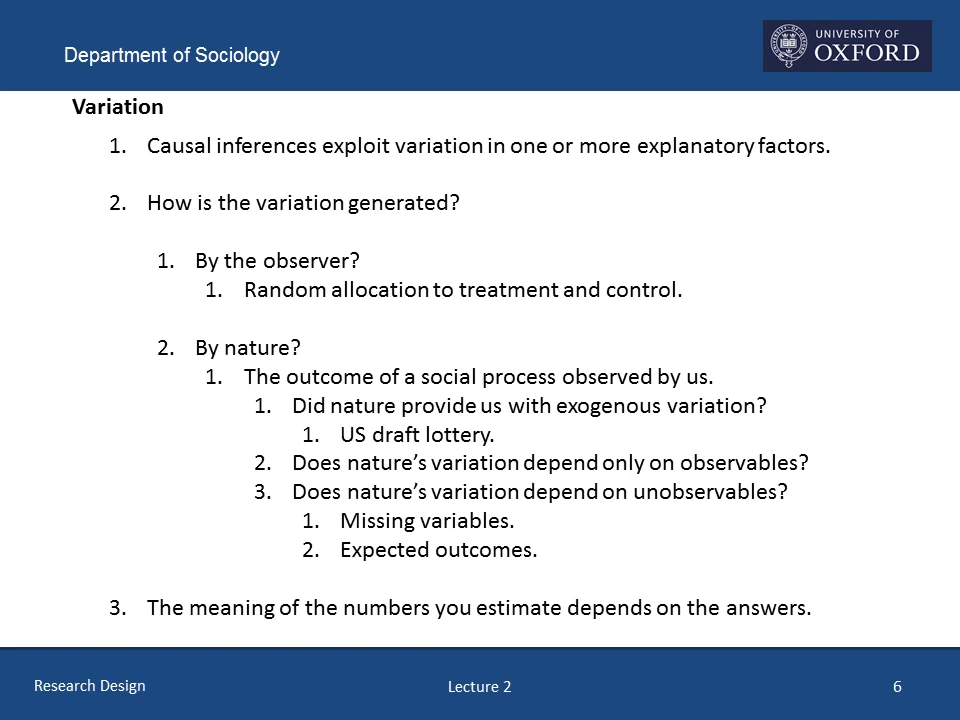 Department of Sociology
UNIVERSITY OF
OXFORD
Variation
1. Causal inferences exploit variation in one or more explanatory factors.
2. How is the variation generated?
1. By the observer?
1. Random allocation to treatment and control.
2. By nature?
1. The outcome of a social process observed by us.
1. Did nature provide us with exogenous variation?
1. US draft lottery.
2. Does nature’s variation depend only on observables?
3. Does nature’s variation depend on unobservables?
1. Missing variables.
2. Expected outcomes.
3. The meaning of the numbers you estimate depends on the answers.
Research Design
Lecture 2
6